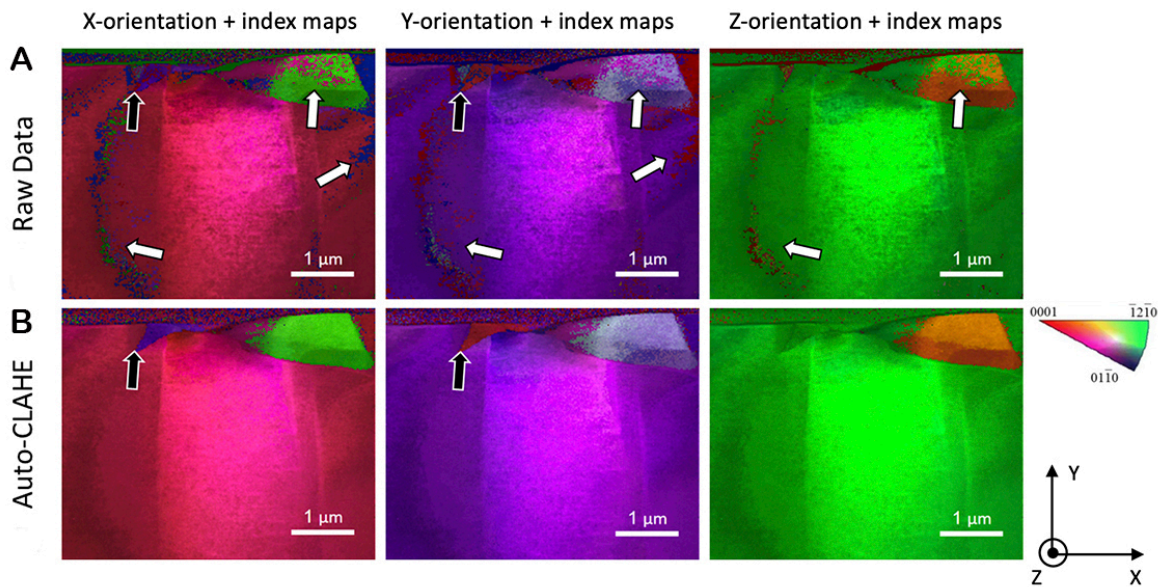 X-orientation + index maps Y-orientation + index maps Z-orientation + index maps
A
Raw Data
1 µm 1 µm 1 µm
B
Auto-CLAHE
1 µm 1 µm 1 µm
0001 1̅21̅0
011̅0
Y
Z X